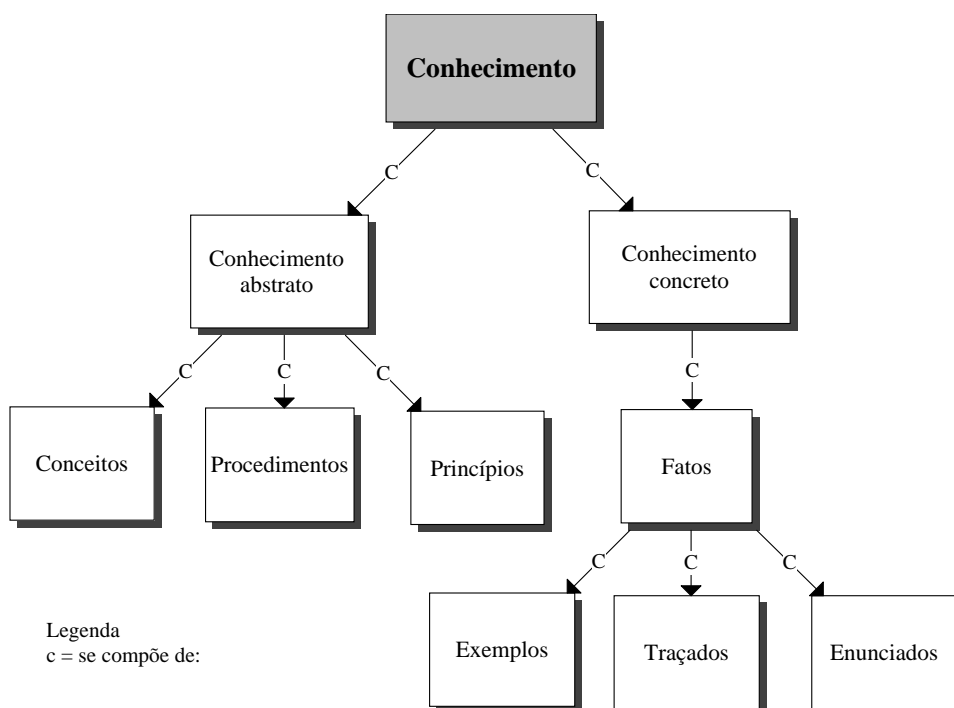 Conhecimento
C
C
Conhecimento
abstrato
Conhecimento
concreto
C
C
C
C
Conceitos
Procedimentos
Princípios
Fatos
C
C
C
Exemplos
Traçados
Enunciados
Legenda
c = se compõe de: